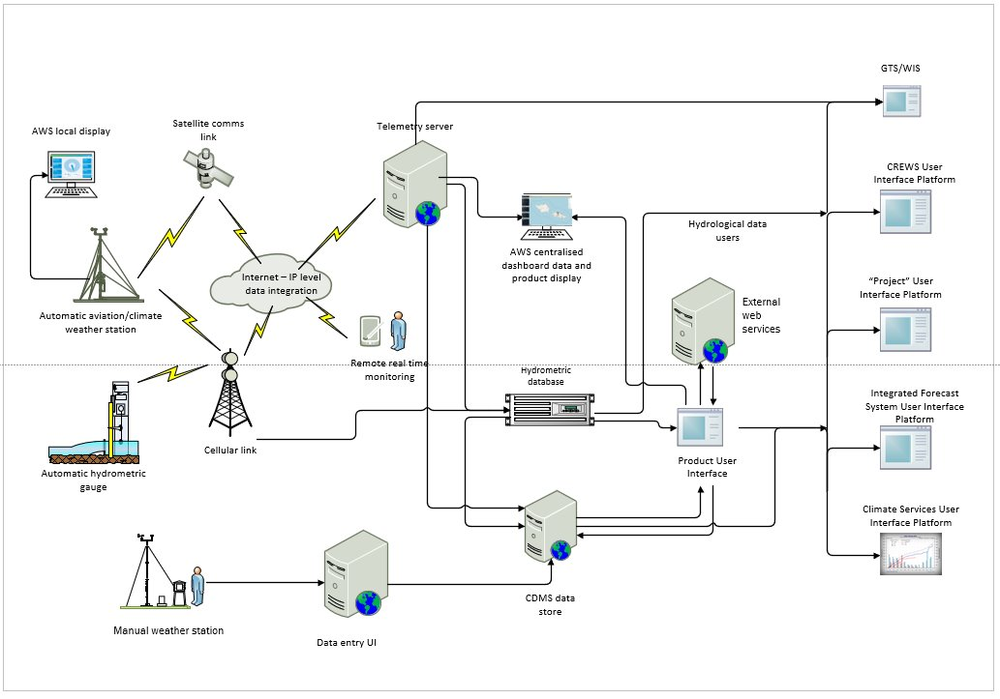 GTS/WIS
AWS local display
Satellite comms
link
Telemetry server
CREWS User
Interface Platform
Hydrological data
users
AWS centralised
dashboard data and
product display
Internet – IP level
data integration
“Project” User
Interface Platform
Automatic aviation/climate
weather station
External
web
services
Remote real time
monitoring
Hydrometric
database
Integrated Forecast
System User Interface
Platform
Cellular link
Product User
Interface
Automatic hydrometric
gauge
Climate Services User
Interface Platform
CDMS data
store
Manual weather station
Data entry UI